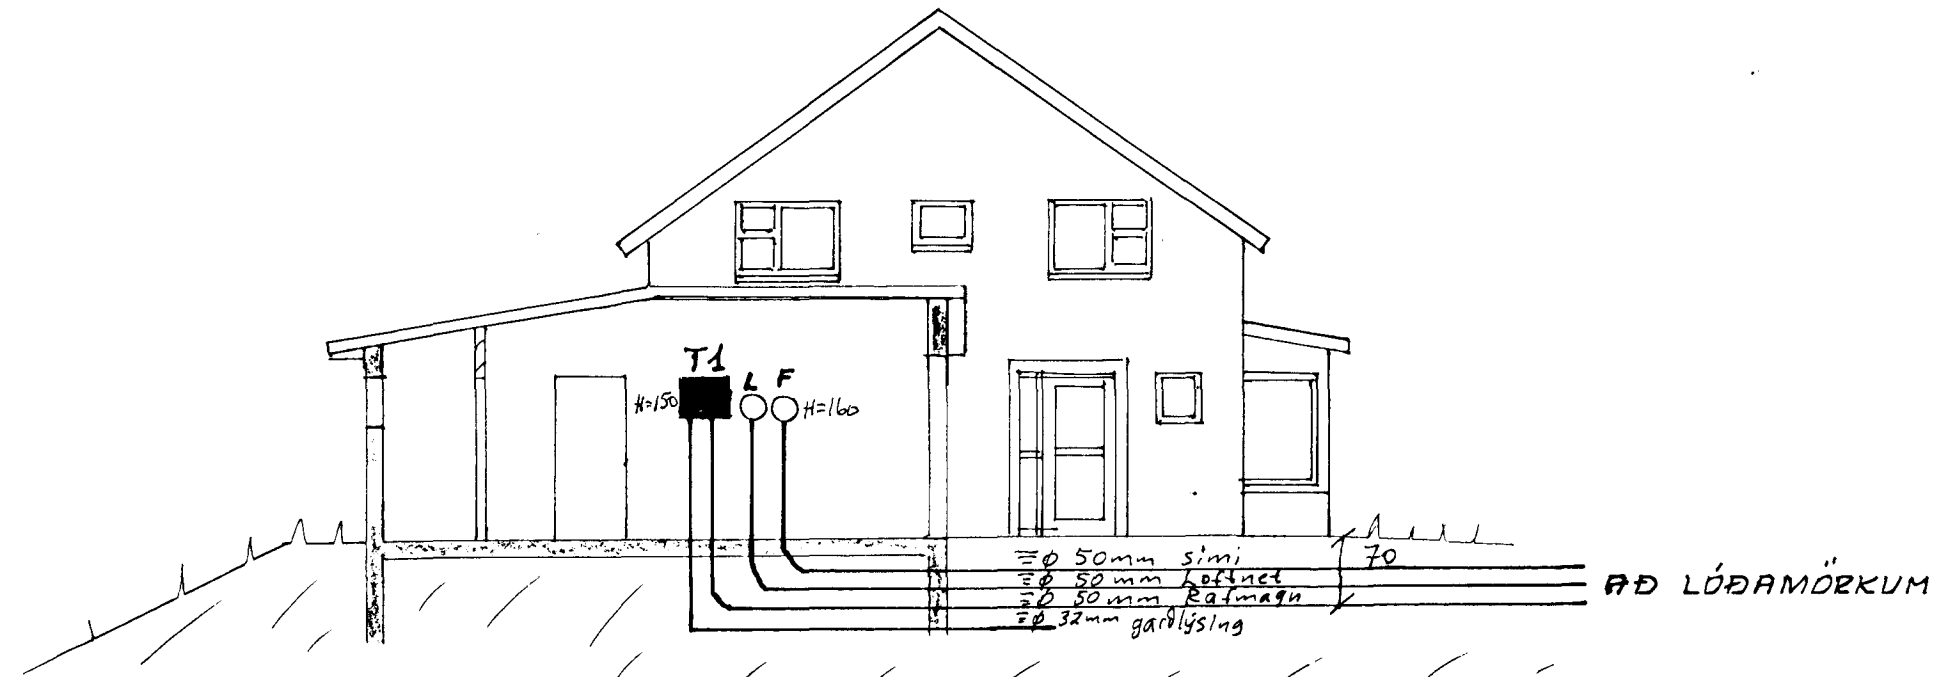 T1
L F
H=150
H=160
Ø 50mm sími
70
Ø 50mm Loftnet
Ø 50mm Rafmagn
Ø 32mm garðlýsing
AÐ LÓÐAMÖRKUM